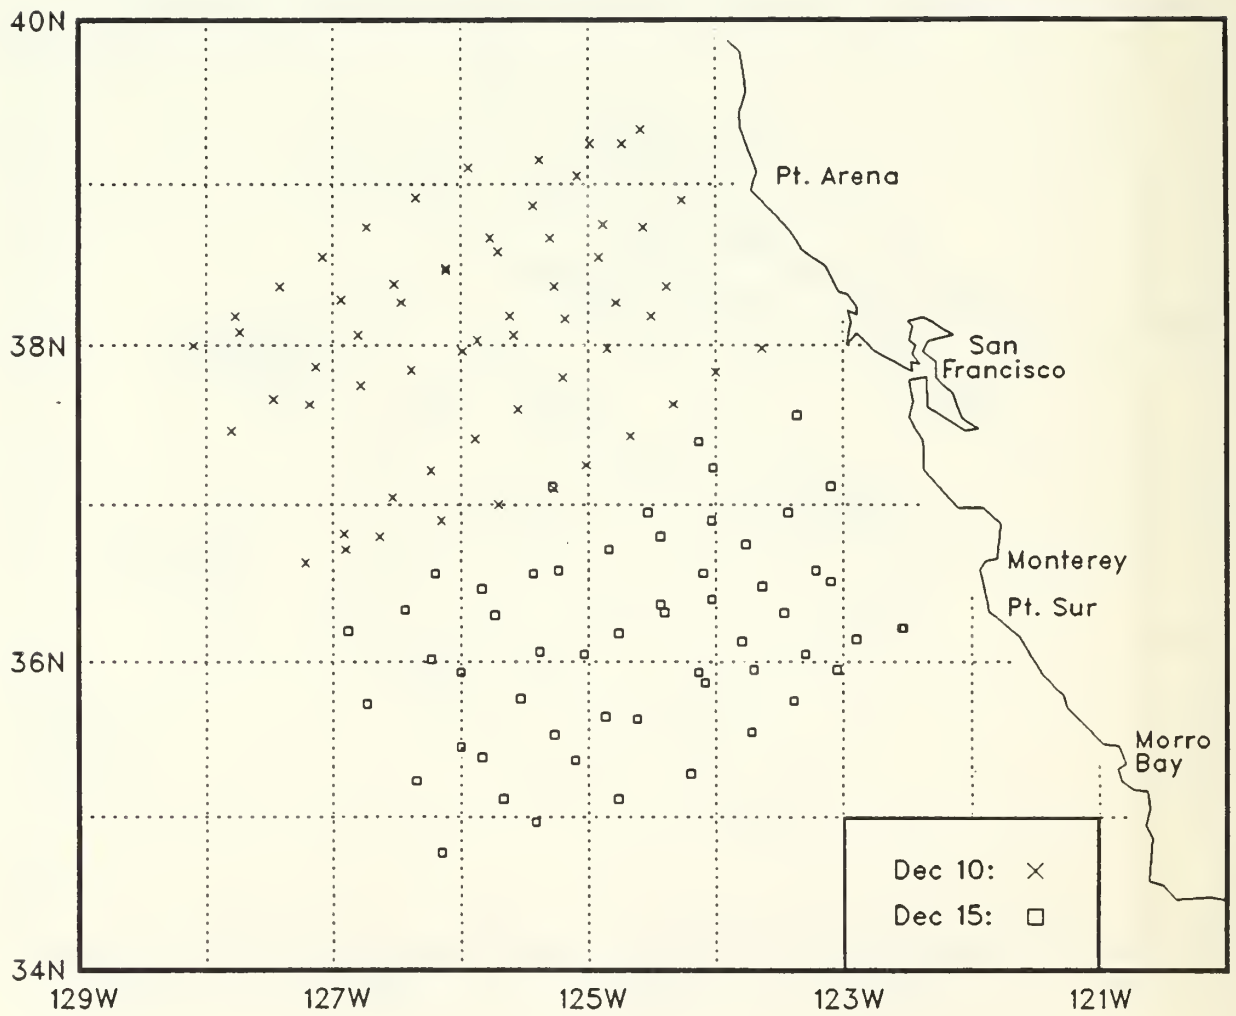 40N
Pt. Arena
38N
San
Francisco
Monterey
Pt. Sur
36N
Morro
Bay
Dec 10: ×
Dec 15: □
34N
129W 127W 125W 123W 121W